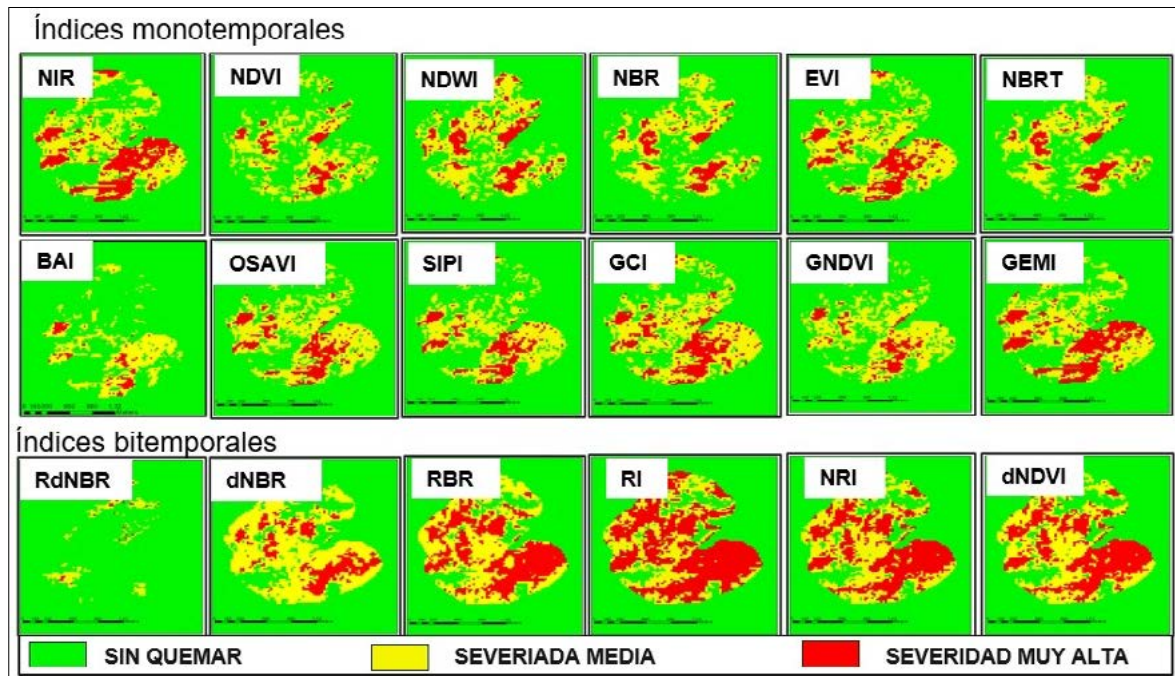 Índices monotemporales
NIR NDVI NDWI NBR EVI NBRT
BAI OSAVI SIPI GCI GNDVI GEMI
Índices bitemporales
RdNBR dNBR RBR RI NRI dNDVI
SIN QUEMAR SEVERIADA MEDIA SEVERIDAD MUY ALTA